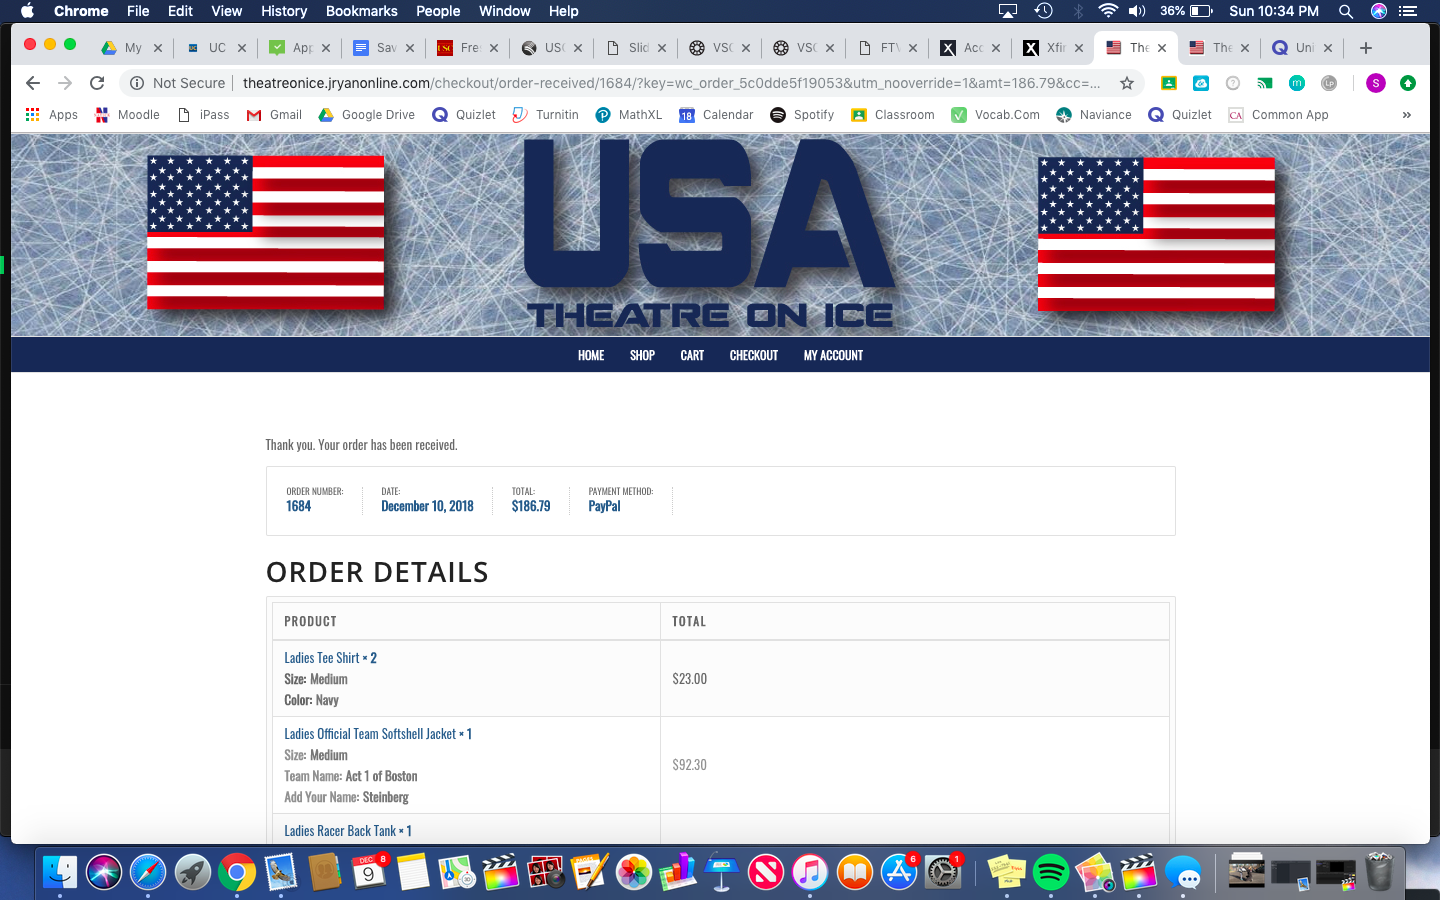 Chrome File Edit View History Bookmarks People Window Help 36% Sun 10:34 PM
My UC App Sav USC Fre USC Slid VSC VSC FTV X Acc X Xfir The The Q Uni
Not Secure theatreonice.jryanonline.com/checkout/order-received/1684/?key=wc_order_5c0dde5f19053&utm_nooverride=1&amt=186.79&cc=... S
Apps Moodle iPass Gmail Google Drive Quizlet Turnitin MathXL 18 Calendar Spotify Classroom Vocab.Com Naviance Quizlet CA Common App »
USA
THEATRE ON ICE
HOME SHOP CART CHECKOUT MY ACCOUNT
Thank you. Your order has been received.
ORDER NUMBER: DATE: TOTAL: PAYMENT METHOD:
1684 December 10, 2018 $186.79 PayPal
ORDER DETAILS
PRODUCT TOTAL
Ladies Tee Shirt × 2
Size: Medium
$23.00
Color: Navy
Ladies Official Team Softshell Jacket × 1
Size: Medium
$92.30
Team Name: Act 1 of Boston
Add Your Name: Steinberg
Ladies Racer Back Tank × 1
DEC 8 6 1
9